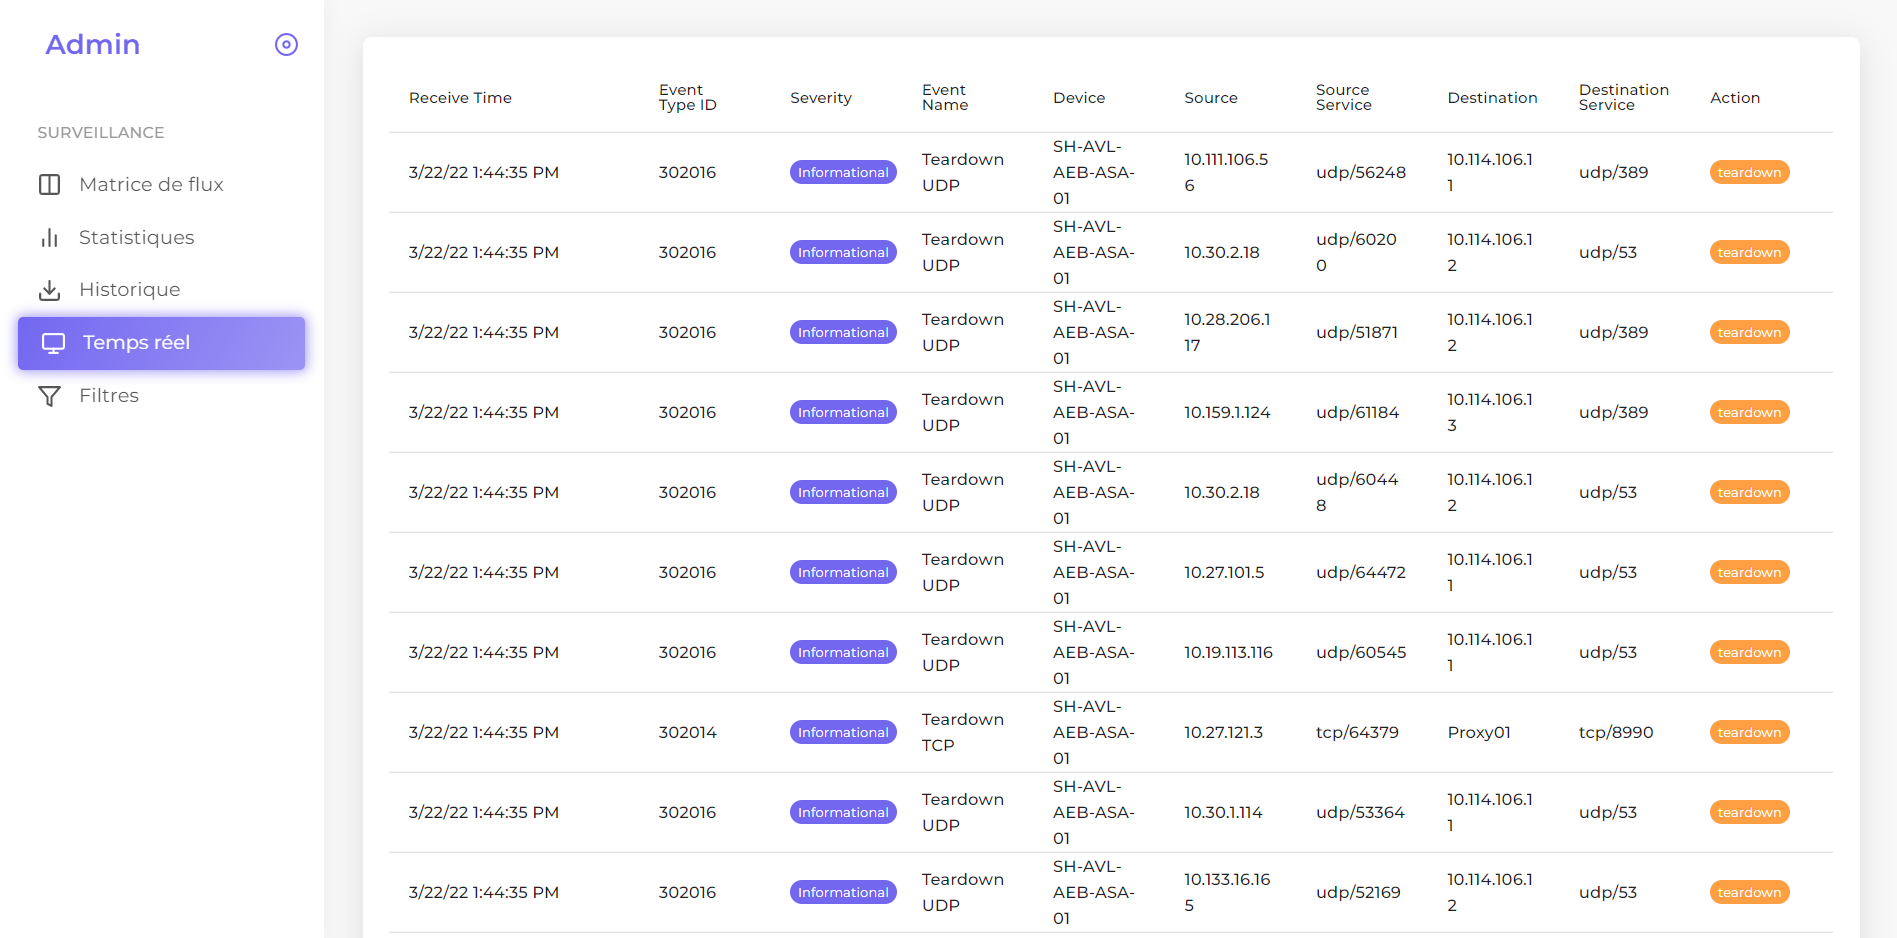 Admin
SURVEILLANCE
Matrice de flux
Statistiques
Historique
Temps réel
Filtres
Receive Time Event Type ID Severity Event Name Device Source Source Service Destination Destination Service Action
3/22/22 1:44:35 PM 302016 Informational Teardown UDP SH-AVL-AEB-ASA-01 10.111.106.56 udp/56248 10.114.106.11 udp/389 teardown
3/22/22 1:44:35 PM 302016 Informational Teardown UDP SH-AVL-AEB-ASA-01 10.30.2.18 udp/60200 10.114.106.12 udp/53 teardown
3/22/22 1:44:35 PM 302016 Informational Teardown UDP SH-AVL-AEB-ASA-01 10.28.206.117 udp/51871 10.114.106.12 udp/389 teardown
3/22/22 1:44:35 PM 302016 Informational Teardown UDP SH-AVL-AEB-ASA-01 10.159.1.124 udp/61184 10.114.106.13 udp/389 teardown
3/22/22 1:44:35 PM 302016 Informational Teardown UDP SH-AVL-AEB-ASA-01 10.30.2.18 udp/60448 10.114.106.12 udp/53 teardown
3/22/22 1:44:35 PM 302016 Informational Teardown UDP SH-AVL-AEB-ASA-01 10.27.101.5 udp/64472 10.114.106.11 udp/53 teardown
3/22/22 1:44:35 PM 302016 Informational Teardown UDP SH-AVL-AEB-ASA-01 10.19.113.116 udp/60545 10.114.106.11 udp/53 teardown
3/22/22 1:44:35 PM 302014 Informational Teardown TCP SH-AVL-AEB-ASA-01 10.27.121.3 tcp/64379 Proxy01 tcp/8990 teardown
3/22/22 1:44:35 PM 302016 Informational Teardown UDP SH-AVL-AEB-ASA-01 10.30.1.114 udp/53364 10.114.106.11 udp/53 teardown
3/22/22 1:44:35 PM 302016 Informational Teardown UDP SH-AVL-AEB-ASA-01 10.133.16.165 udp/52169 10.114.106.12 udp/53 teardown